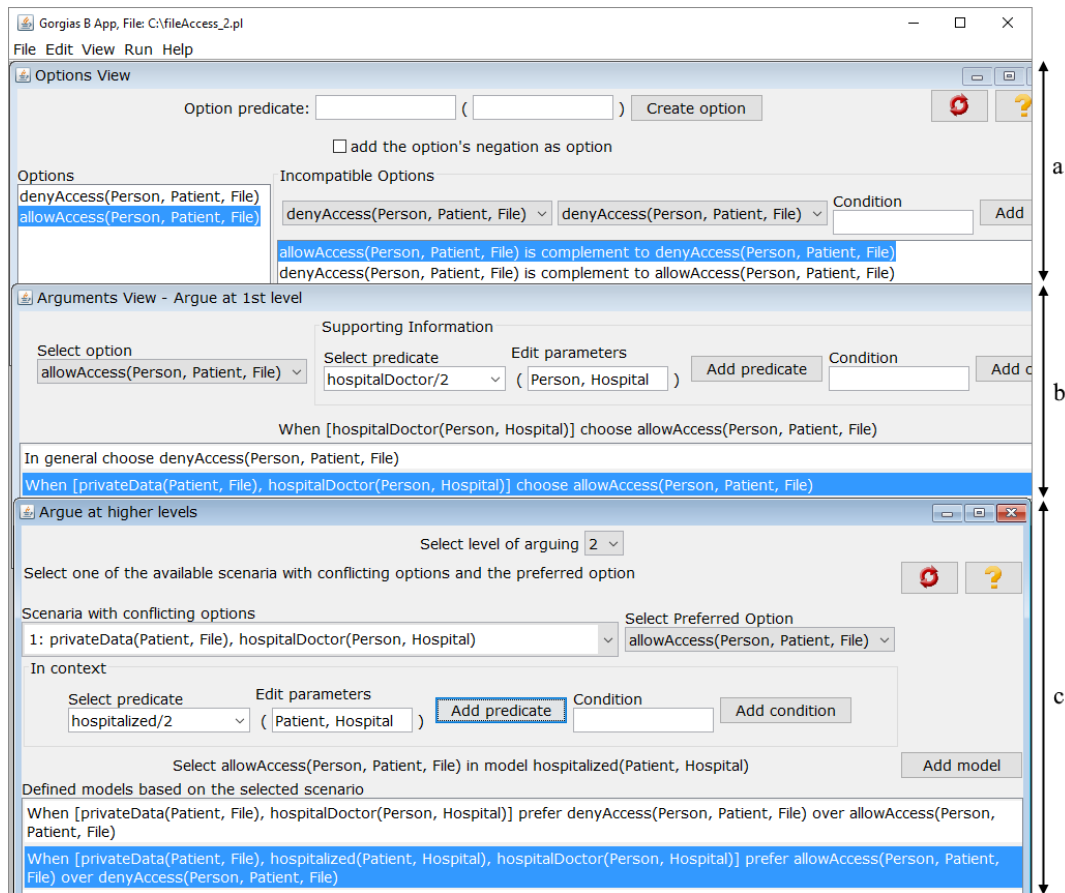 Gorgias B App, File: C:\fileAccess_2.pl
File Edit View Run Help
Options View
Option predicate: ( ) Create option
add the option's negation as option
a
Options Incompatible Options
denyAccess(Person, Patient, File)
allowAccess(Person, Patient, File)
denyAccess(Person, Patient, File) denyAccess(Person, Patient, File) Condition Add
allowAccess(Person, Patient, File) is complement to denyAccess(Person, Patient, File)
denyAccess(Person, Patient, File) is complement to allowAccess(Person, Patient, File)
Arguments View - Argue at 1st level
Supporting Information
Select option Select predicate Edit parameters Condition
allowAccess(Person, Patient, File) hospitalDoctor/2 ( Person, Hospital ) Add predicate Add c
b
When [hospitalDoctor(Person, Hospital)] choose allowAccess(Person, Patient, File)
In general choose denyAccess(Person, Patient, File)
When [privateData(Patient, File), hospitalDoctor(Person, Hospital)] choose allowAccess(Person, Patient, File)
Argue at higher levels
Select level of arguing 2
Select one of the available scenaria with conflicting options and the preferred option
?
Scenaria with conflicting options Select Preferred Option
1: privateData(Patient, File), hospitalDoctor(Person, Hospital) allowAccess(Person, Patient, File)
In context
Select predicate Edit parameters Condition
hospitalized/2 ( Patient, Hospital ) Add predicate Add condition
c
Select allowAccess(Person, Patient, File) in model hospitalized(Patient, Hospital) Add model
Defined models based on the selected scenario
When [privateData(Patient, File), hospitalDoctor(Person, Hospital)] prefer denyAccess(Person, Patient, File) over allowAccess(Person,
Patient, File)
When [privateData(Patient, File), hospitalized(Patient, Hospital), hospitalDoctor(Person, Hospital)] prefer allowAccess(Person, Patient,
File) over denyAccess(Person, Patient, File)